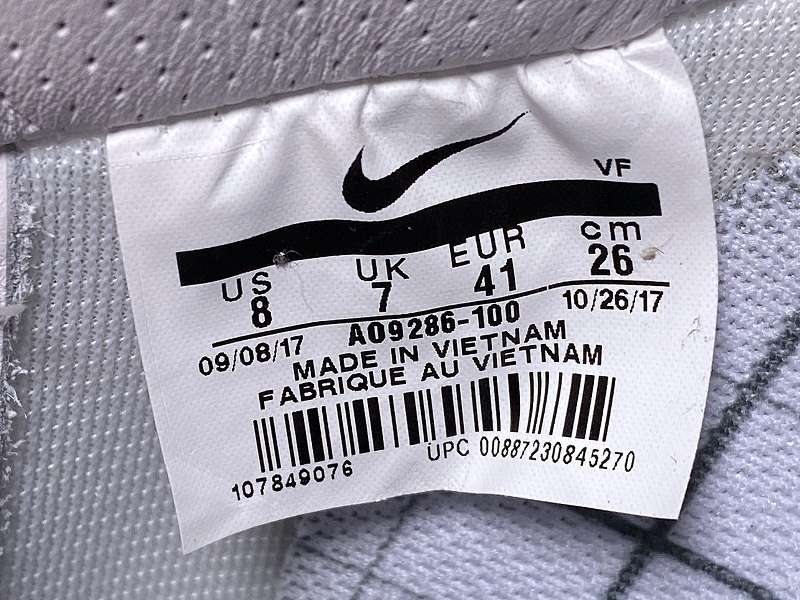 VF
US UK EUR cm
8 7 41 26
09/08/17 AO9286-100 10/26/17
MADE IN VIETNAM
FABRIQUE AU VIETNAM
107849076 UPC 00887230845270